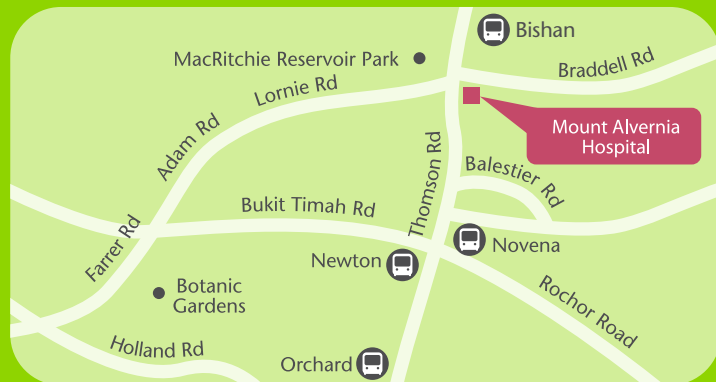 Bishan
MacRitchie Reservoir Park
Braddell Rd
Lornie Rd
Mount Alvernia
Hospital
Adam Rd
Thomson Rd
Balestier Rd
Bukit Timah Rd
Farrer Rd
Novena
Newton
Botanic
Gardens
Rochor Road
Holland Rd
Orchard